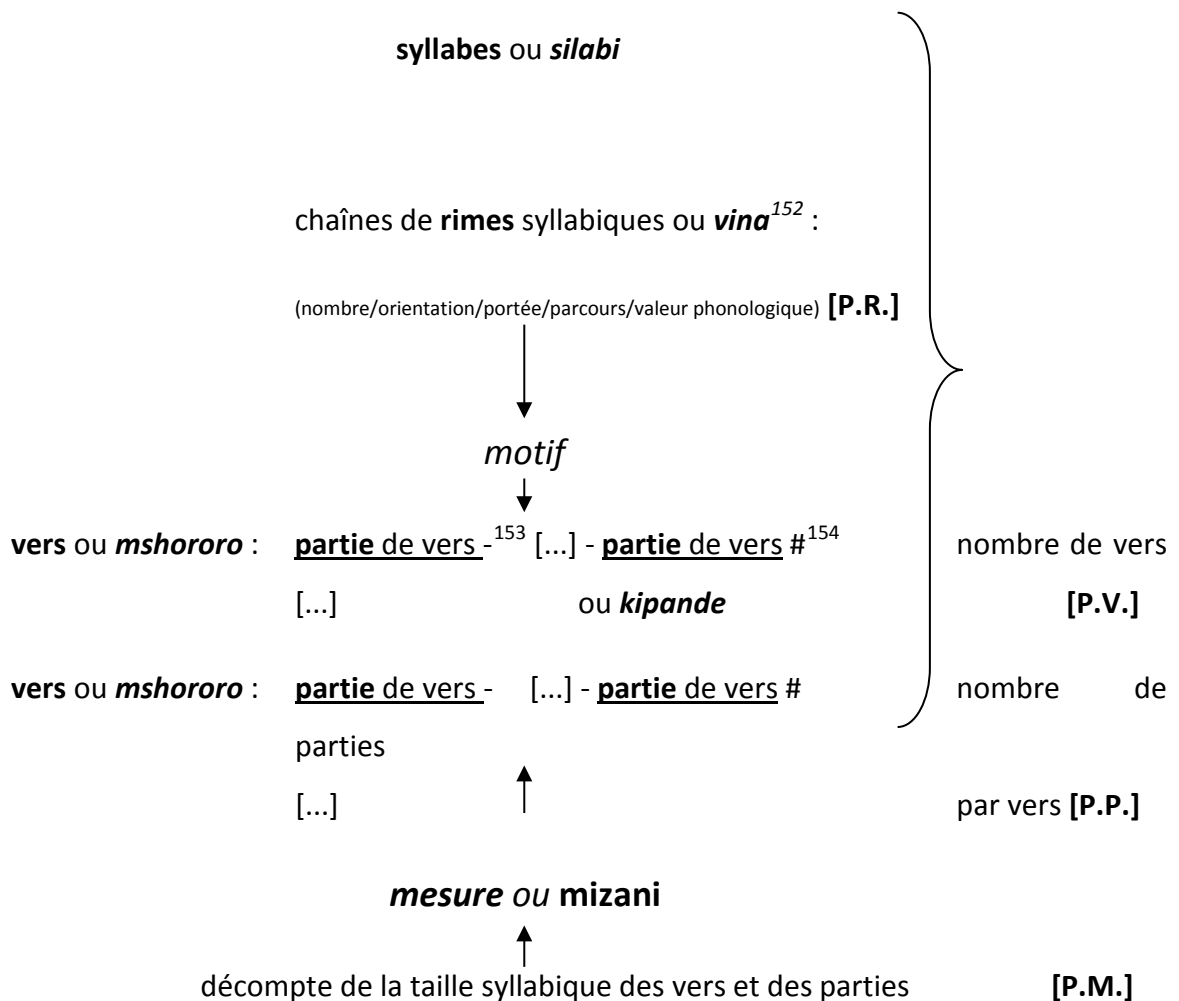 syllabes ou silabi
chaînes de rimes syllabiques ou vina152 :
(nombre/orientation/portée/parcours/valeur phonologique) [P.R.]
motif
vers ou mshororo : partie de vers -153 [...] - partie de vers #154 nombre de vers
[...] ou kipande [P.V.]
vers ou mshororo : partie de vers - [...] - partie de vers # nombre de
parties
[...] par vers [P.P.]
mesure ou mizani
décompte de la taille syllabique des vers et des parties [P.M.]